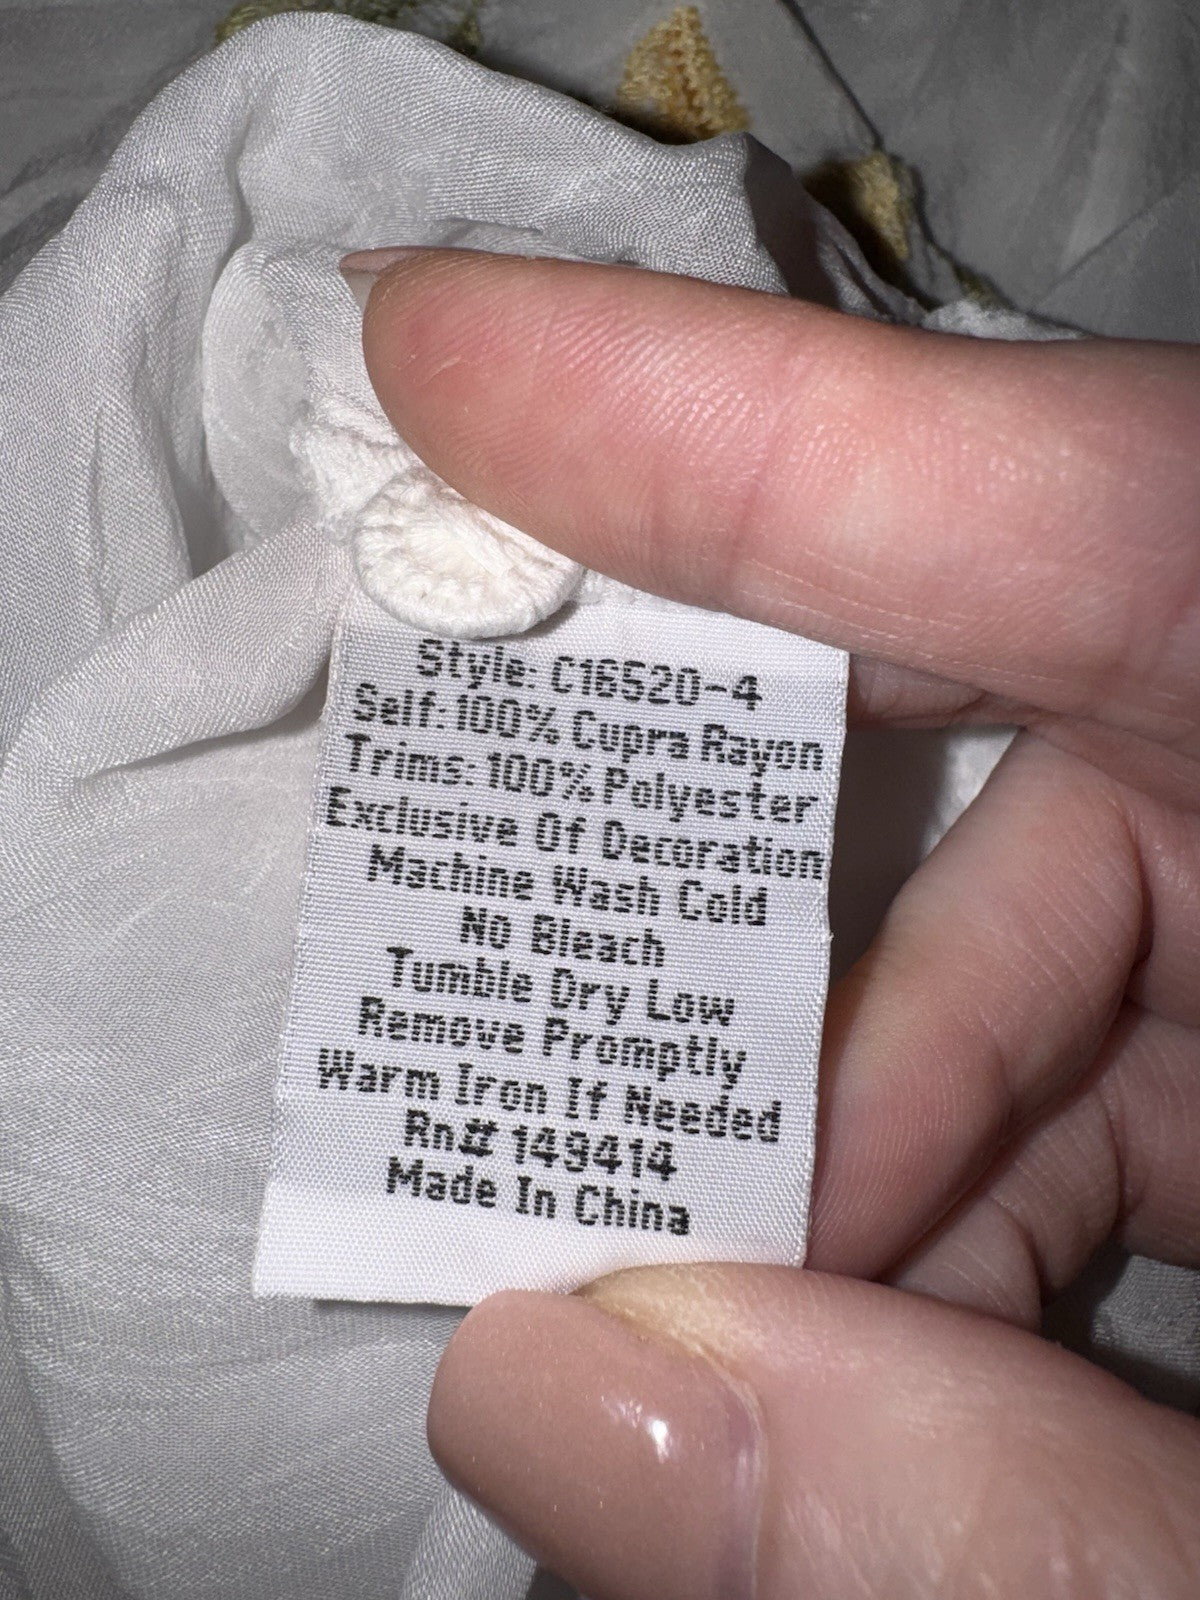 Style: C16520-4
Self: 100% Cupra Rayon
Trims: 100% Polyester
Exclusive Of Decoration
Machine Wash Cold
No Bleach
Tumble Dry Low
Remove Promptly
Warm Iron If Needed
Rn# 149414
Made In China